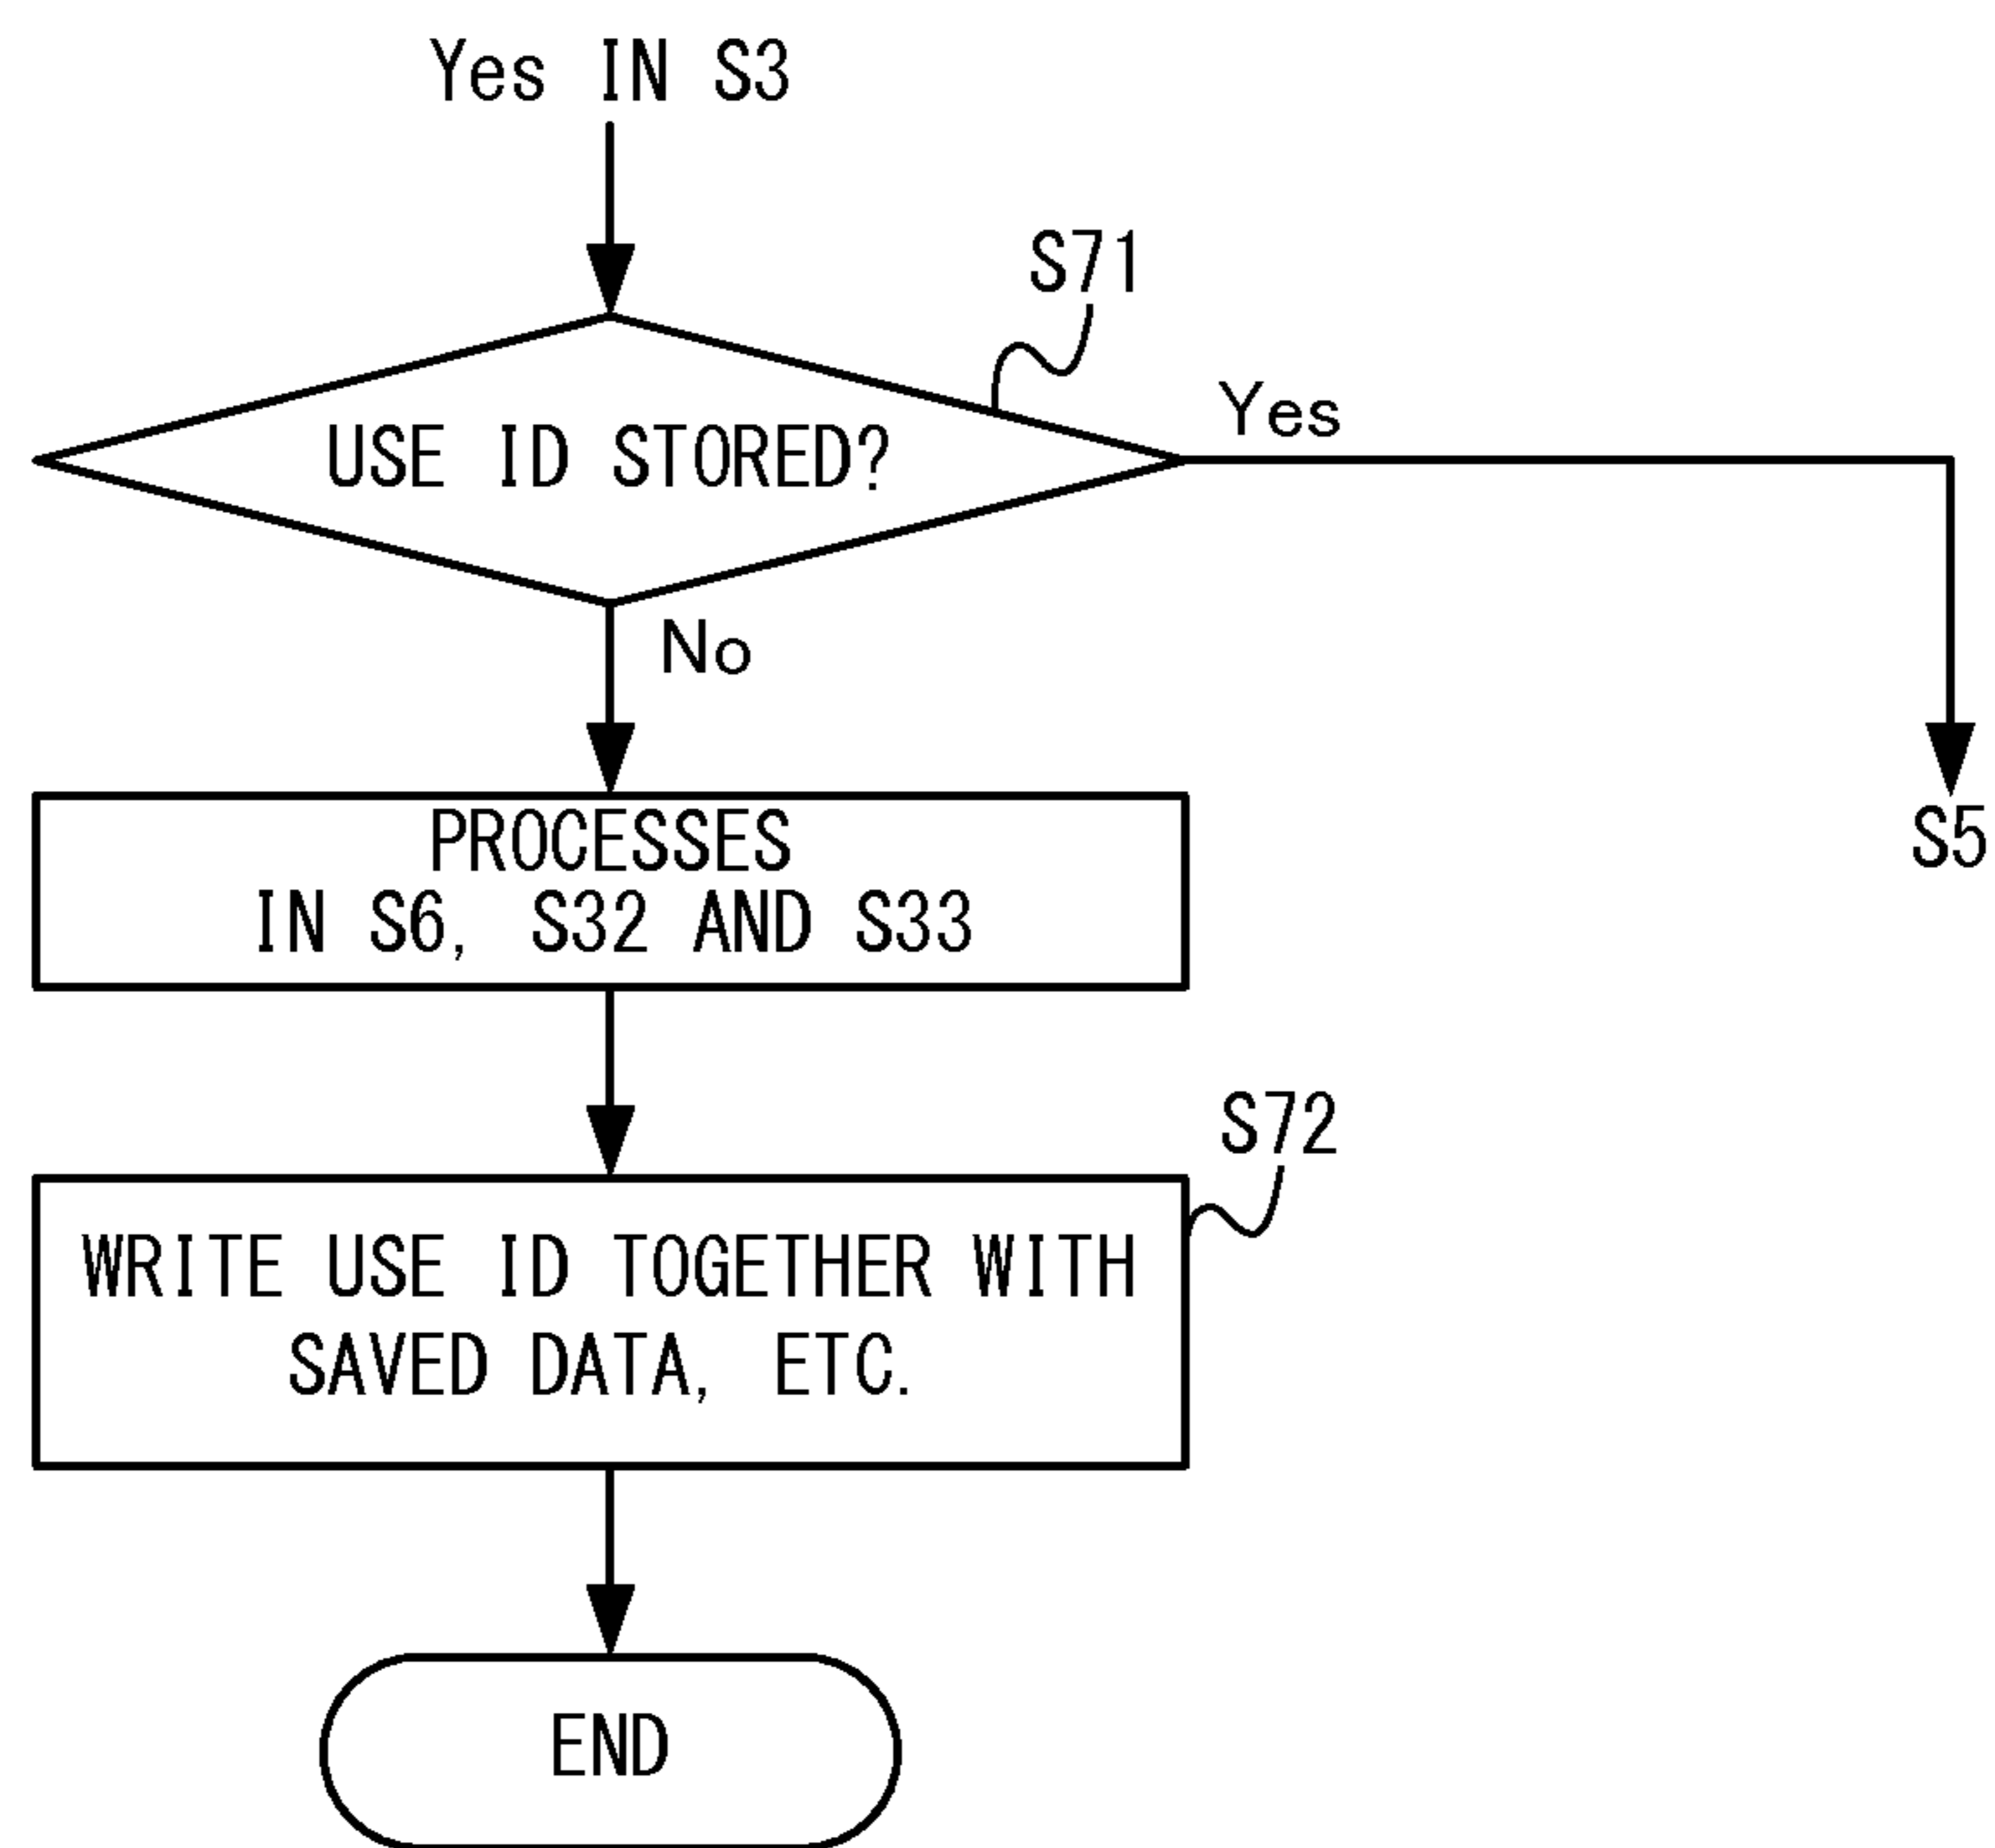 Yes IN S3
S71
USE ID STORED?
Yes
No
PROCESSES
IN S6, S32 AND S33
S5
S72
WRITE USE ID TOGETHER WITH
SAVED DATA, ETC.
END